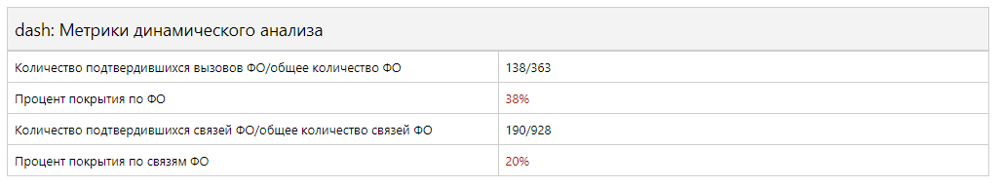 dash: Метрики динамического анализа
Количество подтвердившихся вызовов ФО/общее количество ФО 138/363
Процент покрытия по ФО 38%
Количество подтвердившихся связей ФО/общее количество связей ФО 190/928
Процент покрытия по связям ФО 20%